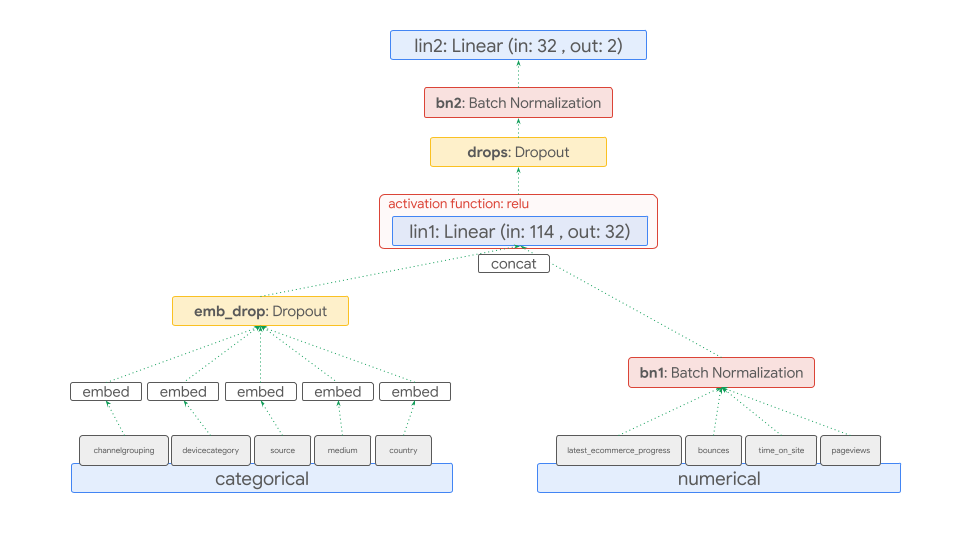 lin2: Linear (in: 32 , out: 2)
bn2: Batch Normalization
drops: Dropout
activation function: relu
lin1: Linear (in: 114 , out: 32)
concat
emb_drop: Dropout
bn1: Batch Normalization
embed embed embed embed embed
channelgrouping devicecategory source medium country
latest_ecommerce_progress bounces time_on_site pageviews
categorical
numerical